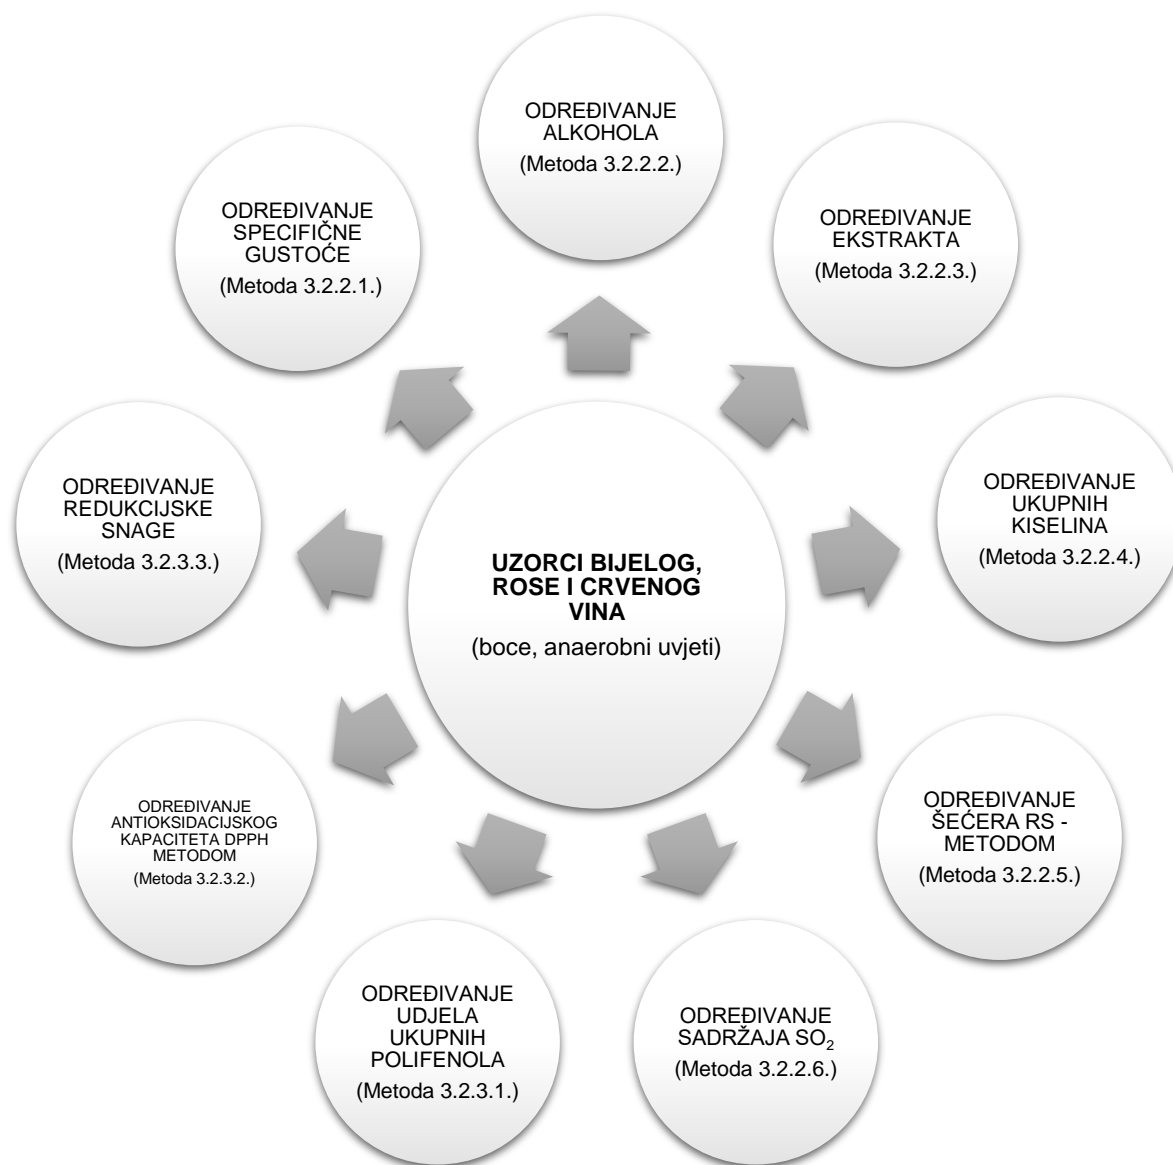 ODREĐIVANJE
ALKOHOLA
(Metoda 3.2.2.2.)
ODREĐIVANJE
SPECIFIČNE
GUSTOĆE
(Metoda 3.2.2.1.)
ODREĐIVANJE
EKSTRAKTA
(Metoda 3.2.2.3.)
ODREĐIVANJE
REDUKCIJSKE
SNAGE
(Metoda 3.2.3.3.)
ODREĐIVANJE
UKUPNIH
KISELINA
(Metoda 3.2.2.4.)
UZORCI BIJELOG,
ROSE I CRVENOG
VINA
(boce, anaerobni uvjeti)
ODREĐIVANJE
ANTIOKSIDACIJSKOG
KAPACITETA DPPH
METODOM
(Metoda 3.2.3.2.)
ODREĐIVANJE
ŠEĆERA RS -
METODOM
(Metoda 3.2.2.5.)
ODREĐIVANJE
UDJELA
UKUPNIH
POLIFENOLA
(Metoda 3.2.3.1.)
ODREĐIVANJE
SADRŽAJA SO₂
(Metoda 3.2.2.6.)